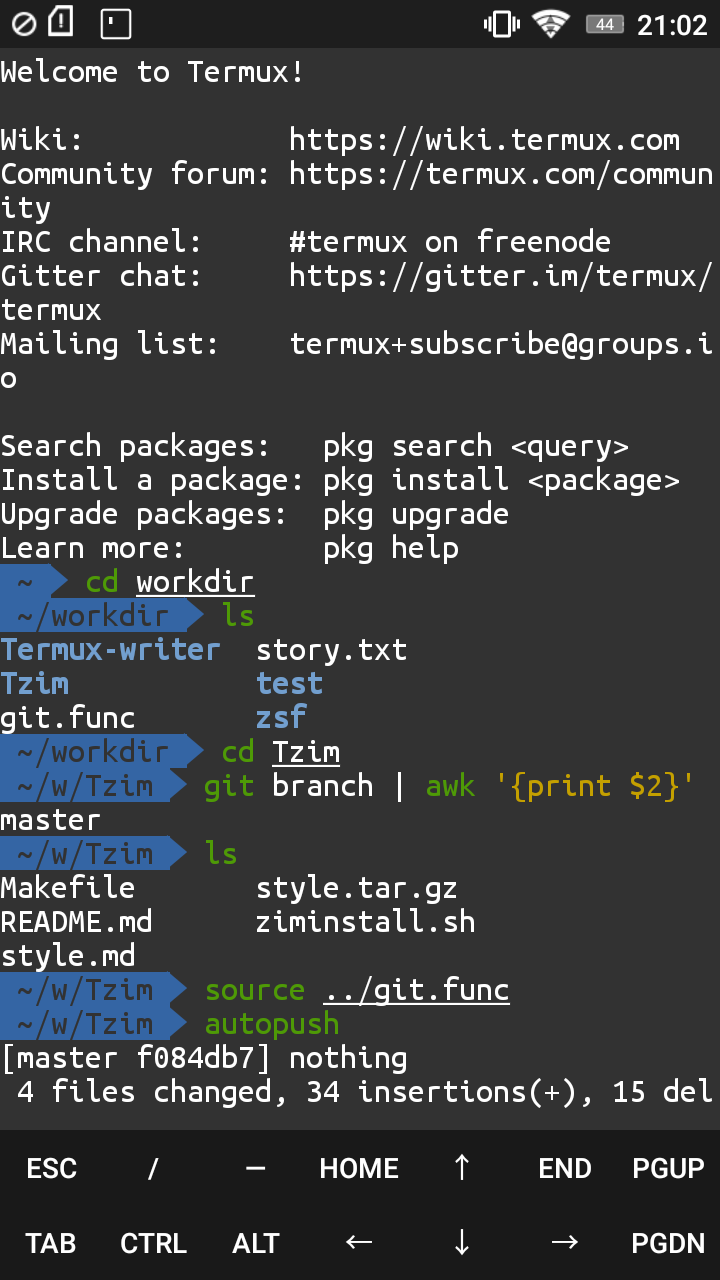 44 21:02
Welcome to Termux!
Wiki:            https://wiki.termux.com
Community forum: https://termux.com/commun
ity
IRC channel:     #termux on freenode
Gitter chat:     https://gitter.im/termux/
termux
Mailing list:    termux+subscribe@groups.i
o
Search packages:   pkg search <query>
Install a package: pkg install <package>
Upgrade packages:  pkg upgrade
Learn more:        pkg help
~ cd workdir
~/workdir ls
Termux-writer  story.txt
Tzim           test
git.func       zsf
~/workdir cd Tzim
~/w/Tzim git branch | awk '{print $2}'
master
~/w/Tzim ls
Makefile       style.tar.gz
README.md      ziminstall.sh
style.md
~/w/Tzim source ../git.func
~/w/Tzim autopush
[master f084db7] nothing
4 files changed, 34 insertions(+), 15 del
ESC / — HOME ↑ END PGUP
TAB CTRL ALT ← ↓ → PGDN